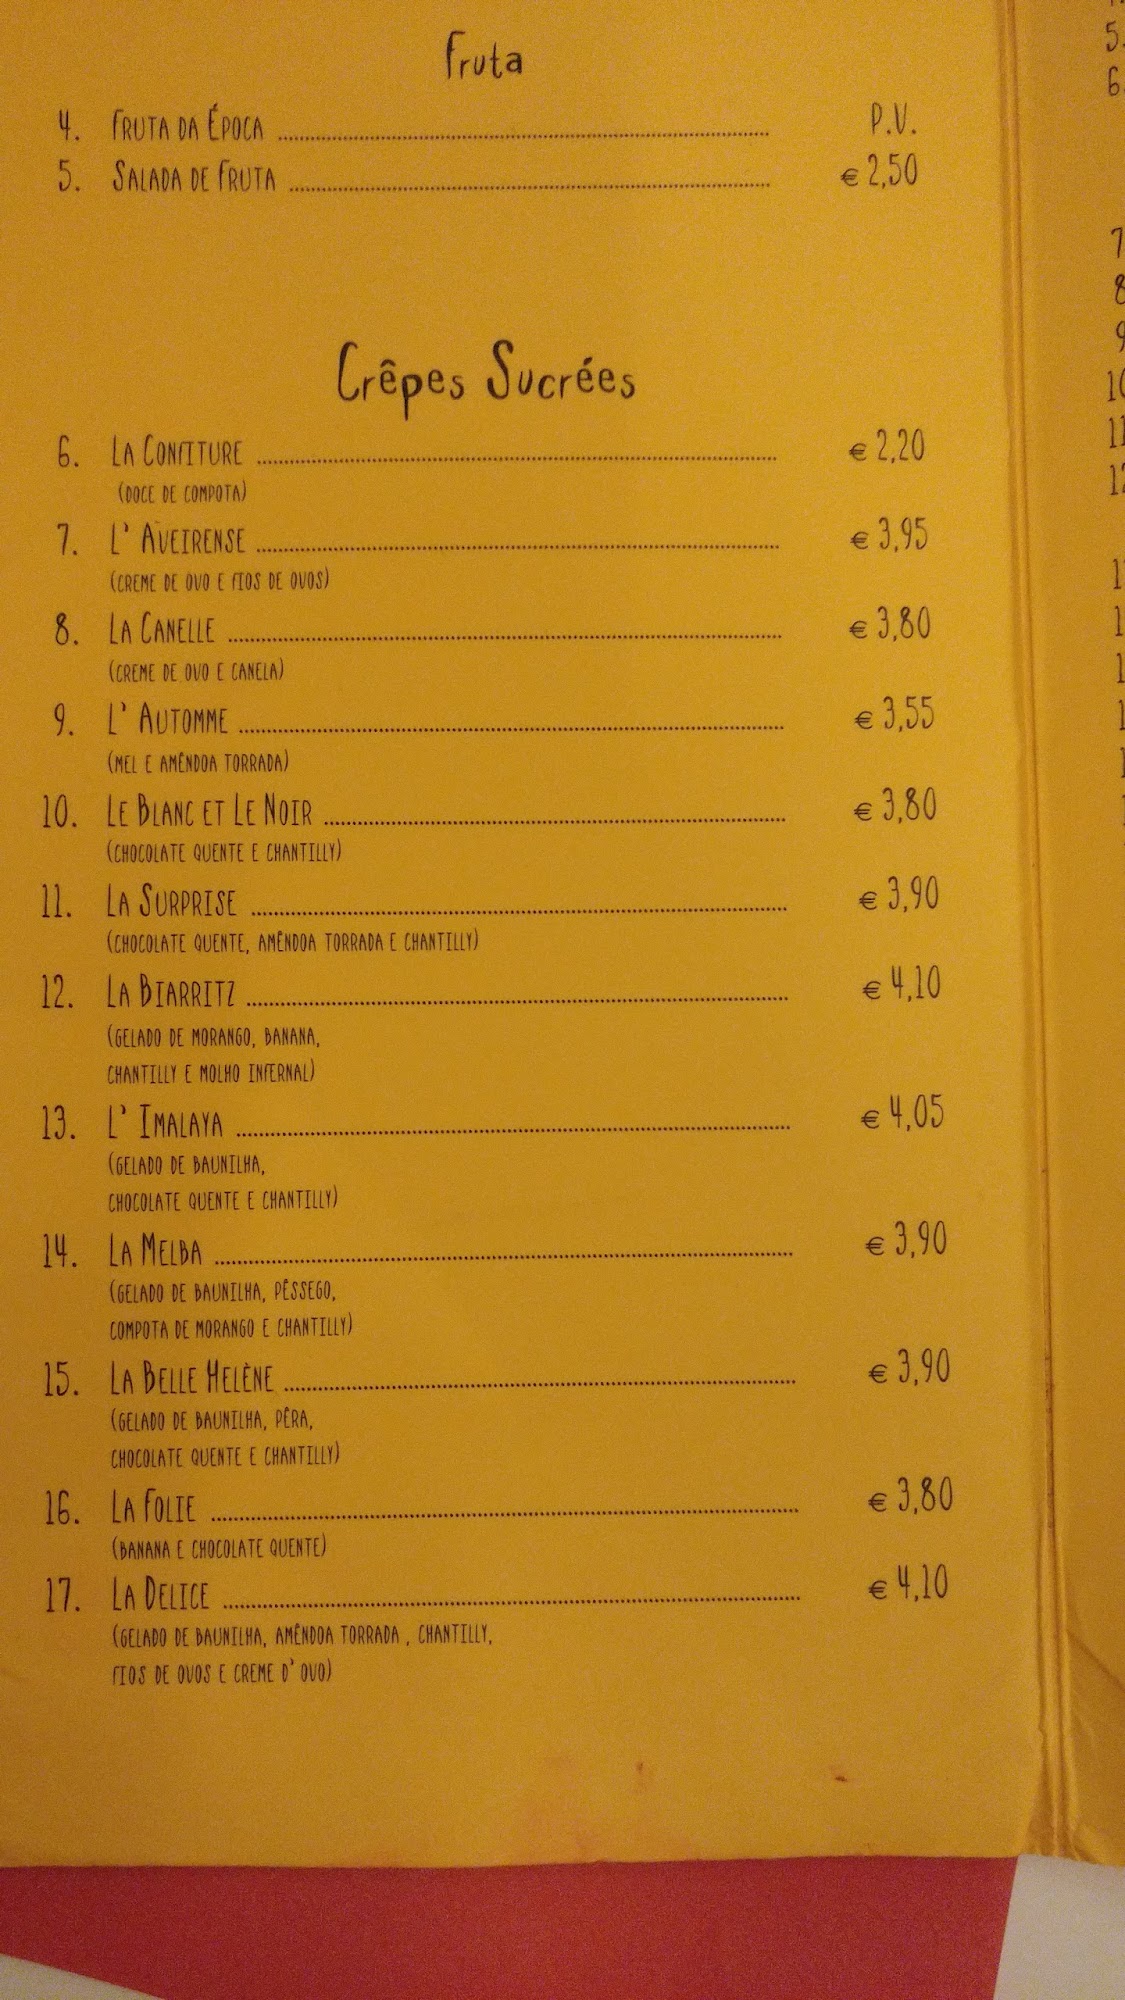 Fruta
4. Fruta da Época ........ P.V.
5. Salada de Fruta ........ € 2,50
Crêpes Sucrées
6. La Confiture ........ € 2,20
(doce de compota)
7. L' Aveirense ........ € 3,95
(creme de ovo e fios de ovos)
8. La Canelle ........ € 3,80
(creme de ovo e canela)
9. L' Automme ........ € 3,55
(mel e amêndoa torrada)
10. Le Blanc et Le Noir ........ € 3,80
(chocolate quente e chantilly)
11. La Surprise ........ € 3,90
(chocolate quente, amêndoa torrada e chantilly)
12. La Biarritz ........ € 4,10
(gelado de morango, banana,
chantilly e molho infernal)
13. L' Imalaya ........ € 4,05
(gelado de baunilha,
chocolate quente e chantilly)
14. La Melba ........ € 3,90
(gelado de baunilha, pêssego,
compota de morango e chantilly)
15. La Belle Helène ........ € 3,90
(gelado de baunilha, pêra,
chocolate quente e chantilly)
16. La Folie ........ € 3,80
(banana e chocolate quente)
17. La Delice ........ € 4,10
(gelado de baunilha, amêndoa torrada , chantilly,
fios de ovos e creme d' ovo)
5.
6
7
8
9
10
11